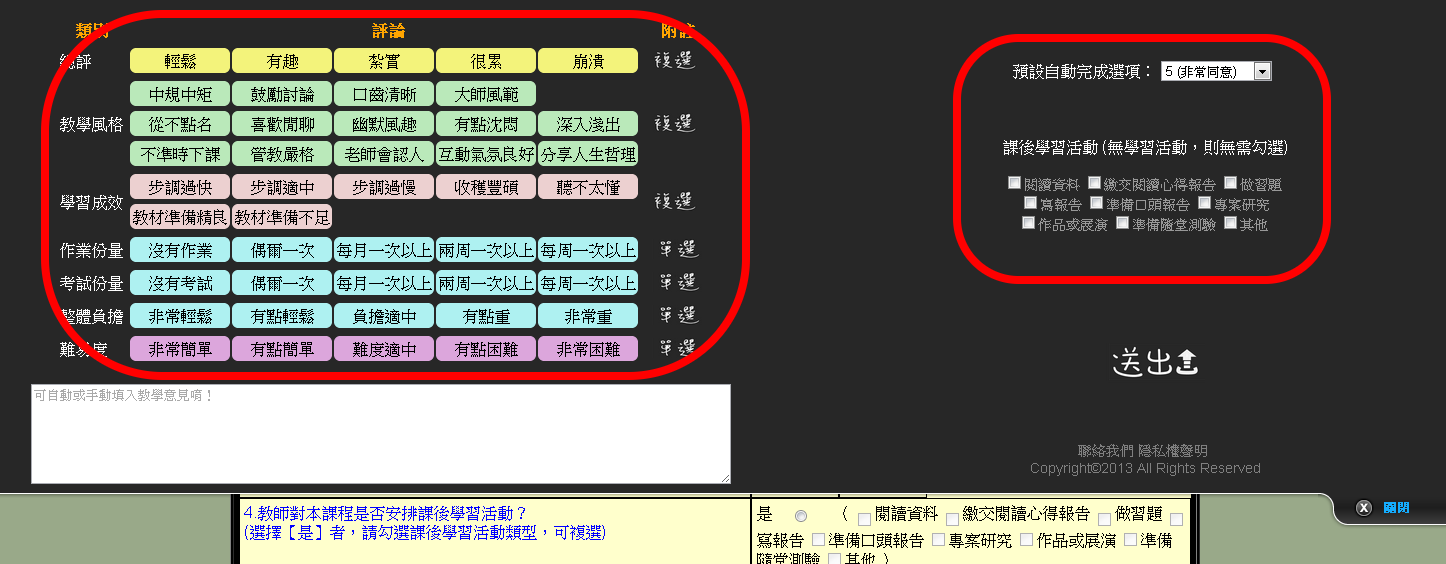 類別 評論 附註
總評 輕鬆 有趣 紮實 很累 崩潰 複選
中規中矩 鼓勵討論 口齒清晰 大師風範
教學風格 從不點名 喜歡閒聊 幽默風趣 有點沈悶 深入淺出 複選
不準時下課 管教嚴格 老師會認人 互動氣氛良好 分享人生哲理
步調過快 步調適中 步調過慢 收穫豐碩 聽不太懂
學習成效 複選
教材準備精良 教材準備不足
作業份量 沒有作業 偶爾一次 每月一次以上 兩周一次以上 每周一次以上 單選
考試份量 沒有考試 偶爾一次 每月一次以上 兩周一次以上 每周一次以上 單選
整體負擔 非常輕鬆 有點輕鬆 負擔適中 有點重 非常重 單選
難易度 非常簡單 有點簡單 難度適中 有點困難 非常困難 單選
可自動或手動填入教學意見唷！
預設自動完成選項： 5 (非常同意)
課後學習活動 (無學習活動，則無需勾選)
閱讀資料 繳交閱讀心得報告 做習題
寫報告 準備口頭報告 專案研究
作品或展演 準備隨堂測驗 其他
送出
聯絡我們 隱私權聲明
Copyright©2013 All Rights Reserved
X 關閉
4.教師對本課程是否安排課後學習活動？
(選擇【是】者，請勾選課後學習活動類型，可複選)
是 （ 閱讀資料 繳交閱讀心得報告 做習題
寫報告 準備口頭報告 專案研究 作品或展演 準備
隨堂測驗 其他 ）